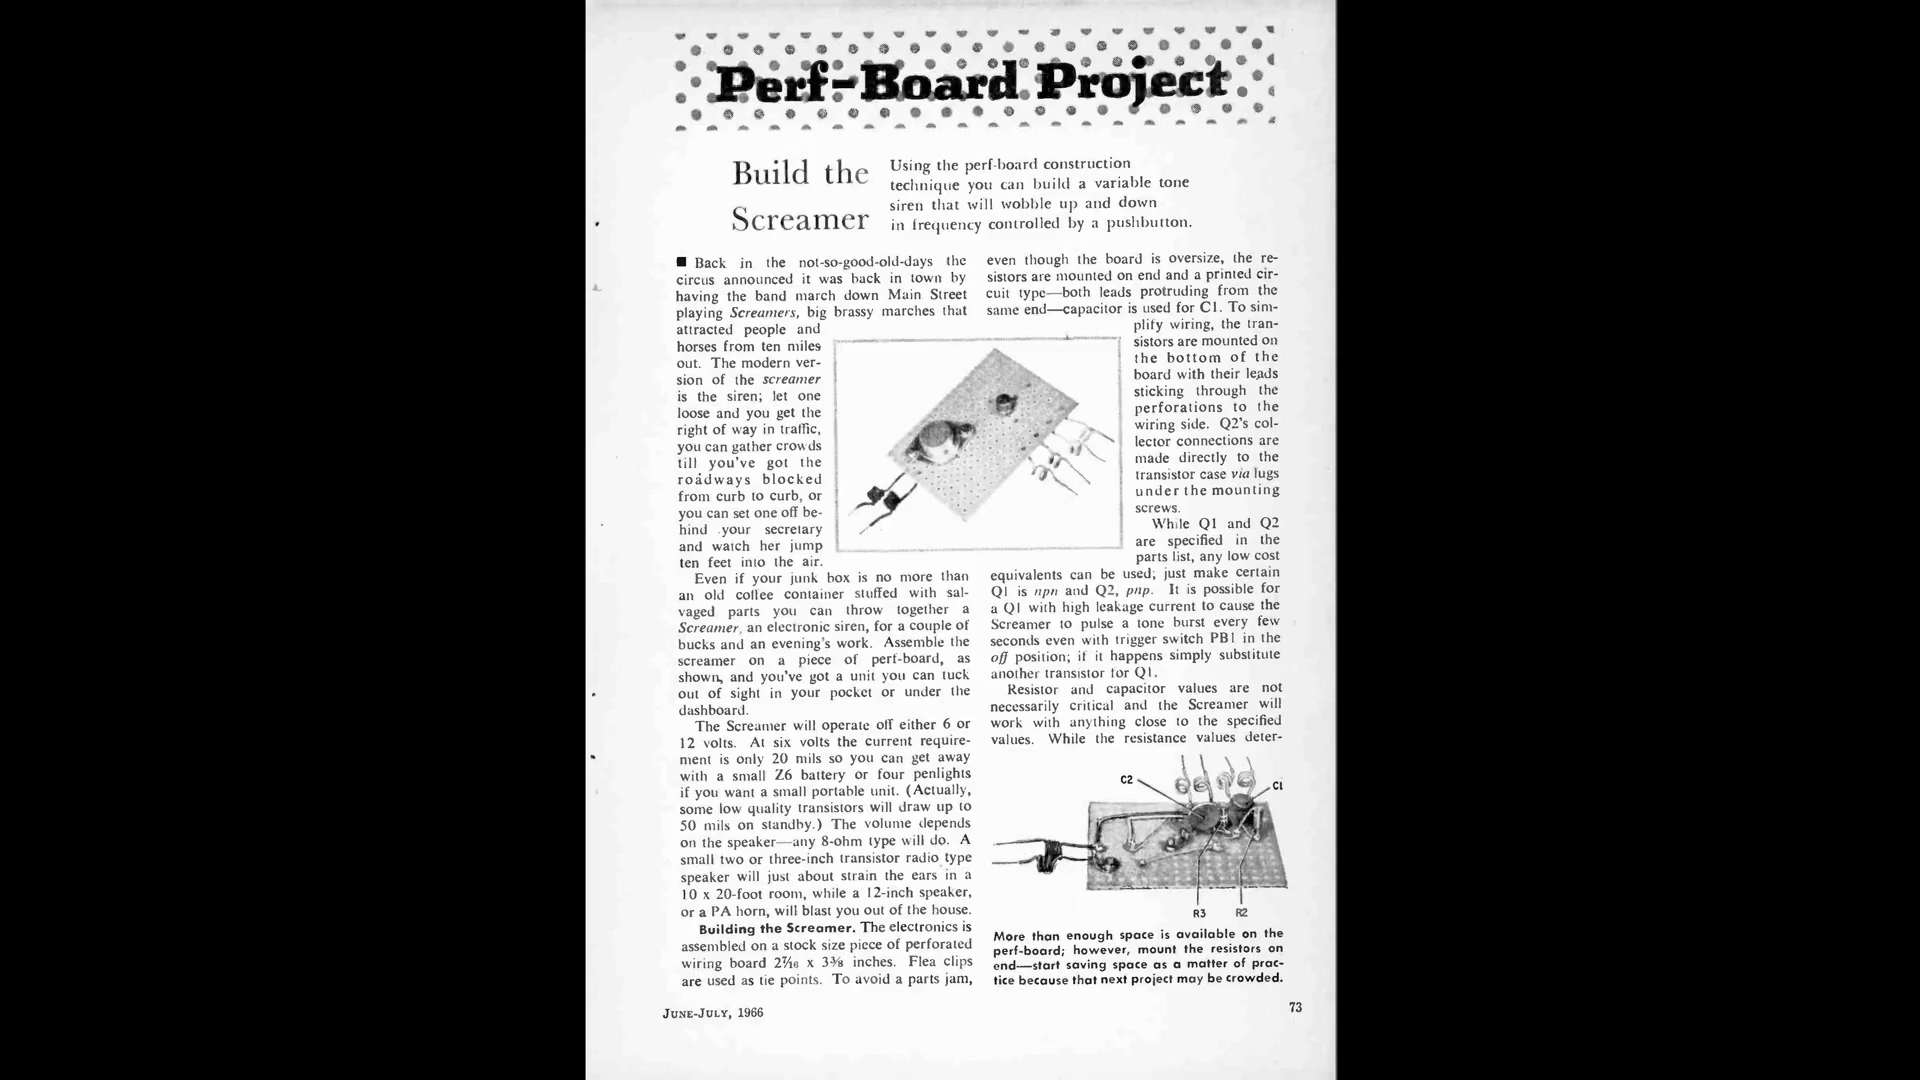 Perf-Board Project
Build the
Screamer
Using the perf-board construction
technique you can build a variable tone
siren that will wobble up and down
in frequency controlled by a pushbutton.
■ Back in the not-so-good-old-days the
circus announced it was back in town by
having the band march down Main Street
playing Screamers, big brassy marches that
attracted people and
horses from ten miles
out. The modern ver-
sion of the screamer
is the siren; let one
loose and you get the
right of way in traffic,
you can gather crowds
till you've got the
roadways blocked
from curb to curb, or
you can set one off be-
hind your secretary
and watch her jump
ten feet into the air.
Even if your junk box is no more than
an old coffee container stuffed with sal-
vaged parts you can throw together a
Screamer, an electronic siren, for a couple of
bucks and an evening's work. Assemble the
screamer on a piece of perf-board, as
shown, and you've got a unit you can tuck
out of sight in your pocket or under the
dashboard.
The Screamer will operate off either 6 or
12 volts. At six volts the current require-
ment is only 20 mils so you can get away
with a small Z6 battery or four penlights
if you want a small portable unit. (Actually,
some low quality transistors will draw up to
50 mils on standby.) The volume depends
on the speaker—any 8-ohm type will do. A
small two or three-inch transistor radio type
speaker will just about strain the ears in a
10 x 20-foot room, while a 12-inch speaker,
or a PA horn, will blast you out of the house.
Building the Screamer. The electronics is
assembled on a stock size piece of perforated
wiring board 2⁷⁄₁₆ x 3⅜ inches. Flea clips
are used as tie points. To avoid a parts jam,
even though the board is oversize, the re-
sistors are mounted on end and a printed cir-
cuit type—both leads protruding from the
same end—capacitor is used for C1. To sim-
plify wiring, the tran-
sistors are mounted on
the bottom of the
board with their leads
sticking through the
perforations to the
wiring side. Q2's col-
lector connections are
made directly to the
transistor case via lugs
under the mounting
screws.
While Q1 and Q2
are specified in the
parts list, any low cost
equivalents can be used; just make certain
Q1 is npn and Q2, pnp. It is possible for
a Q1 with high leakage current to cause the
Screamer to pulse a tone burst every few
seconds even with trigger switch PB1 in the
off position; if it happens simply substitute
another transistor for Q1.
Resistor and capacitor values are not
necessarily critical and the Screamer will
work with anything close to the specified
values. While the resistance values deter-
C2
C1
R3
R2
More than enough space is available on the
perf-board; however, mount the resistors on
end—start saving space as a matter of prac-
tice because that next project may be crowded.
JUNE-JULY, 1966
73